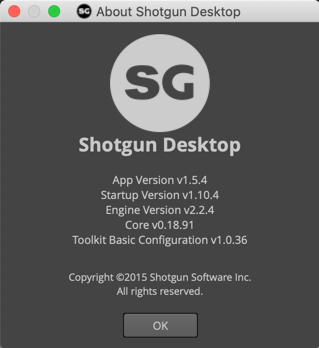 SG About Shotgun Desktop
SG
Shotgun Desktop
App Version v1.5.4
Startup Version v1.10.4
Engine Version v2.2.4
Core v0.18.91
Toolkit Basic Configuration v1.0.36
Copyright ©2015 Shotgun Software Inc.
All rights reserved.
OK